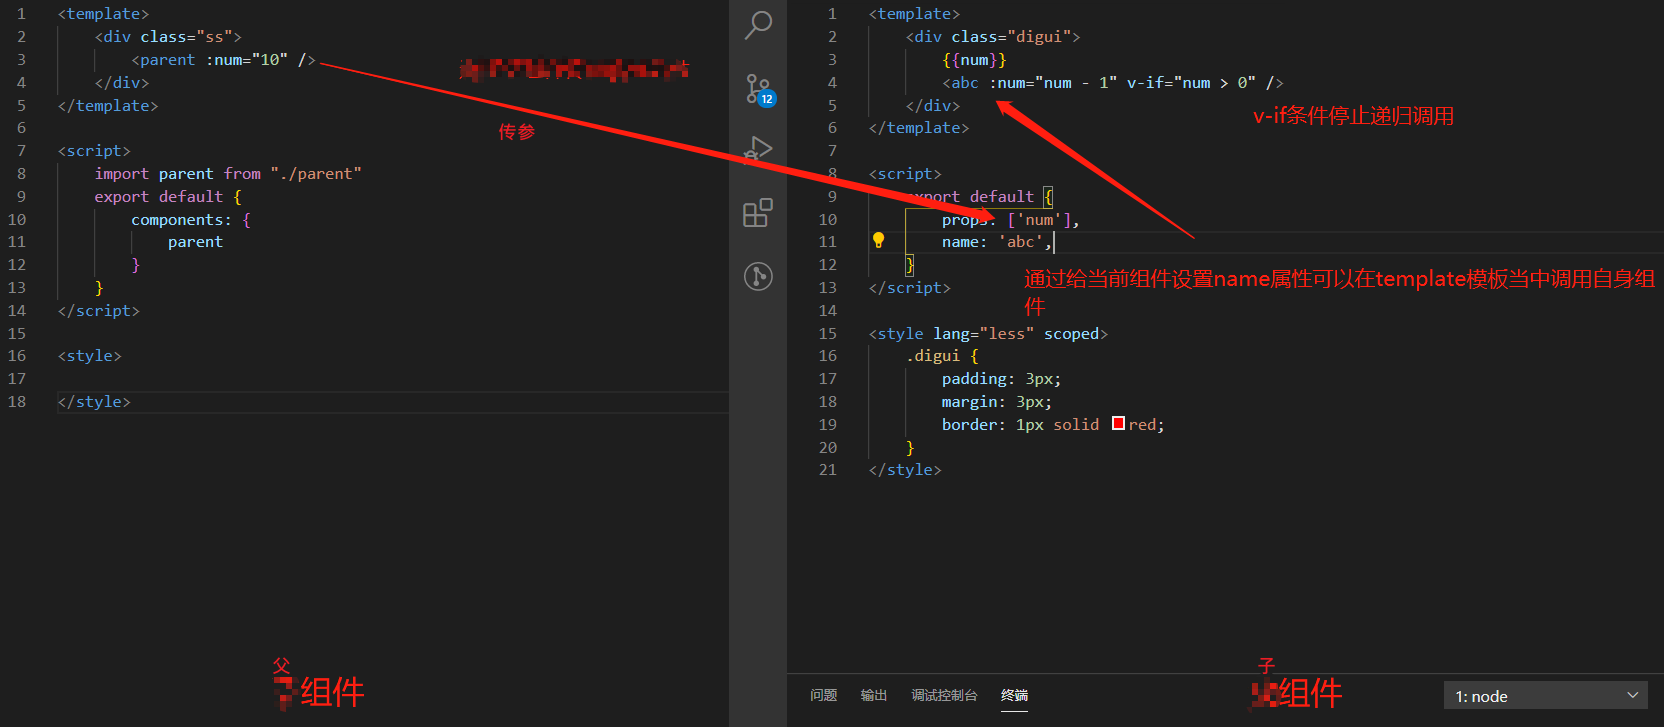 1 <template>
2 <div class="ss">
3 <parent :num="10" />
4 </div>
5 </template>
6
7 <script>
8 import parent from "./parent"
9 export default {
10 components: {
11 parent
12 }
13 }
14 </script>
15
16 <style>
17
18 </style>
传参
父
组件
12
1 <template>
2 <div class="digui">
3 {{num}}
4 <abc :num="num - 1" v-if="num > 0" />
5 </div>
6 </template>
7
8 <script>
9 export default {
10 props: ['num'],
11 name: 'abc',
12 }
13 </script>
14
15 <style lang="less" scoped>
16 .digui {
17 padding: 3px;
18 margin: 3px;
19 border: 1px solid red;
20 }
21 </style>
v-if条件停止递归调用
通过给当前组件设置name属性可以在template模板当中调用自身组
件
子
组件
问题 输出 调试控制台 终端
1: node